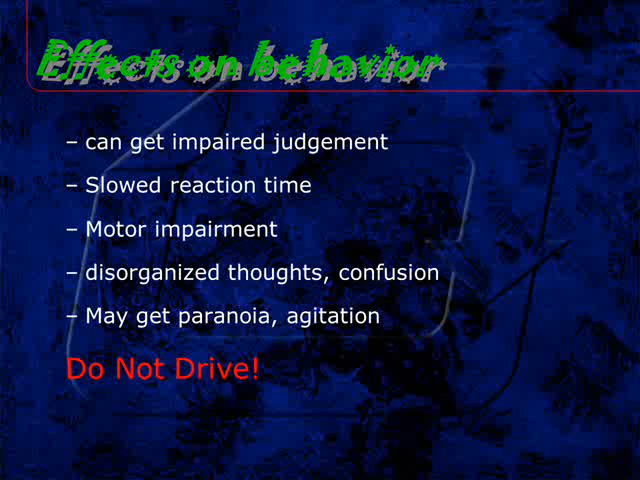 Effects on behavior
– can get impaired judgement
– Slowed reaction time
– Motor impairment
– disorganized thoughts, confusion
– May get paranoia, agitation
Do Not Drive!